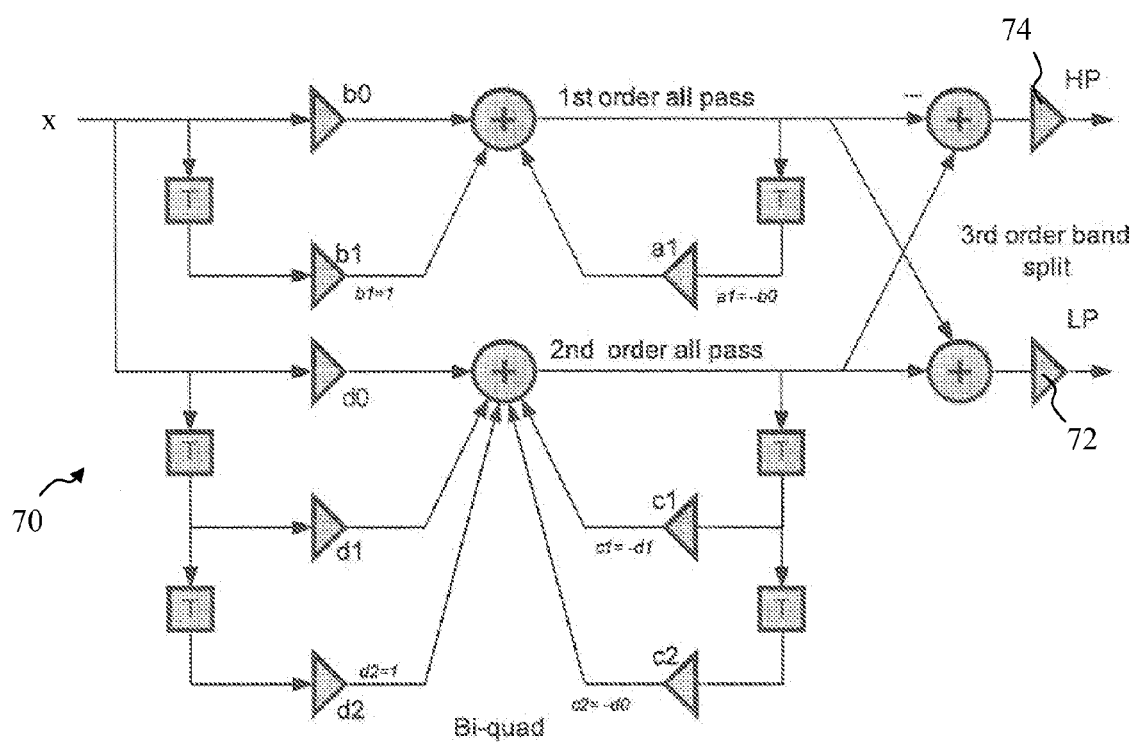 74
HP
b0
1st order all pass
−
x
+
+
T
T
b1
b1=1
a1
a1=-b0
3rd order band
split
LP
2nd order all pass
d0
+
+
72
T
T
70
d1
c1
c1= -d1
T
T
d2=1
d2
c2
c2= -d0
Bi-quad